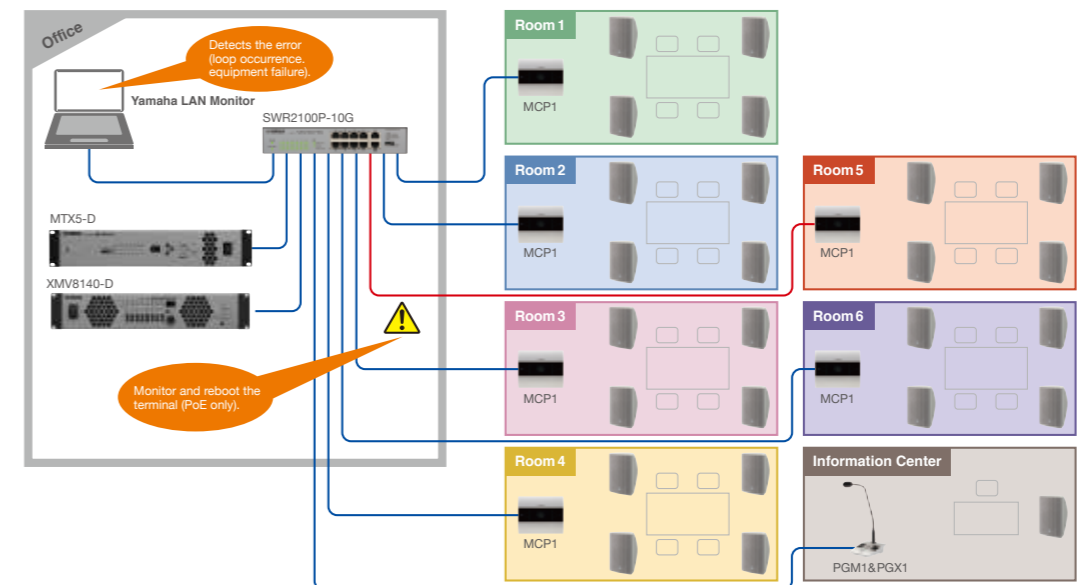 Office
Detects the error
(loop occurrence.
equipment failure).
Yamaha LAN Monitor
SWR2100P-10G
MTX5-D
XMV8140-D
Monitor and reboot the
terminal (PoE only).
Room 1
MCP1
Room 2
MCP1
Room 3
MCP1
Room 4
MCP1
Room 5
MCP1
Room 6
MCP1
Information Center
PGM1&PGX1